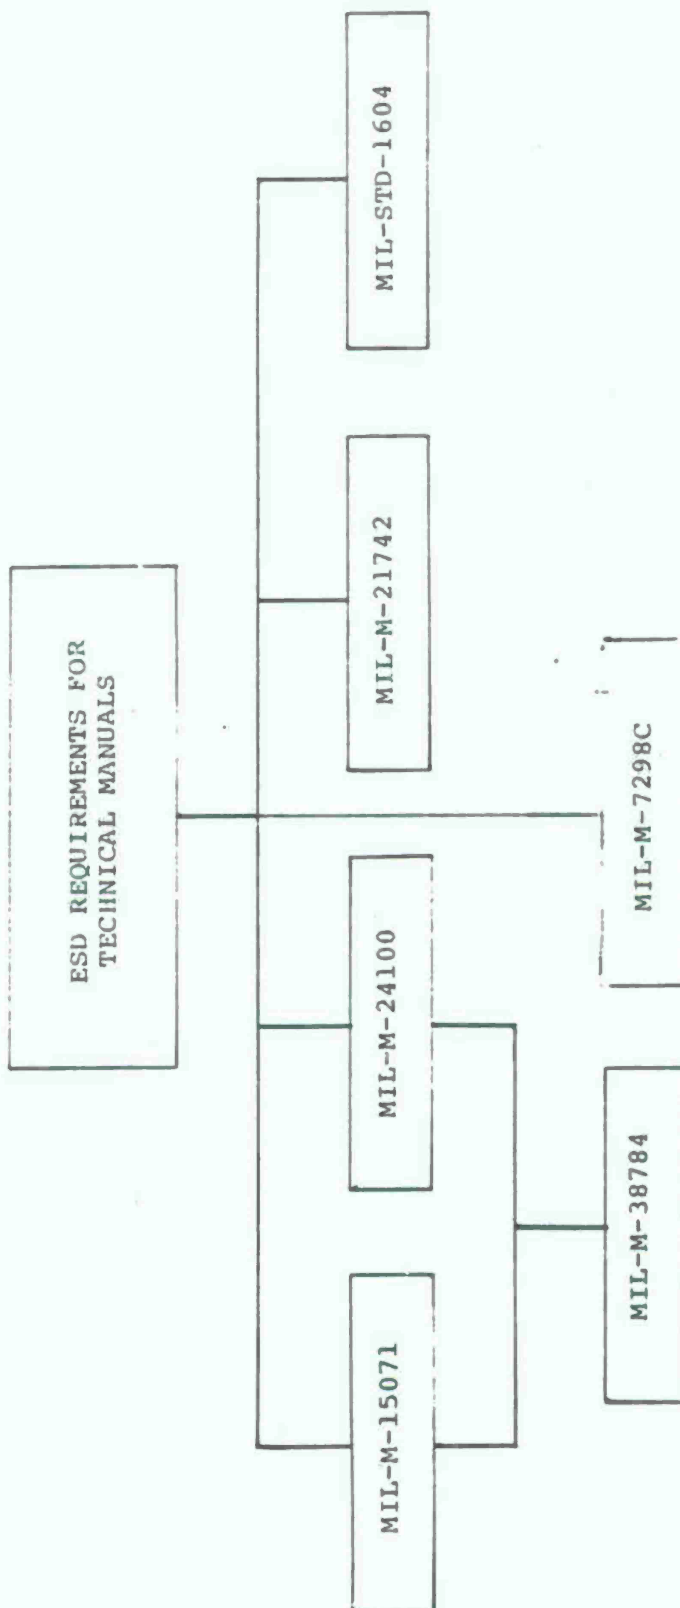 ESD REQUIREMENTS FOR
TECHNICAL MANUALS
MIL-M-15071
MIL-M-24100
MIL-M-21742
MIL-STD-1604
MIL-M-38784
MIL-M-7298C